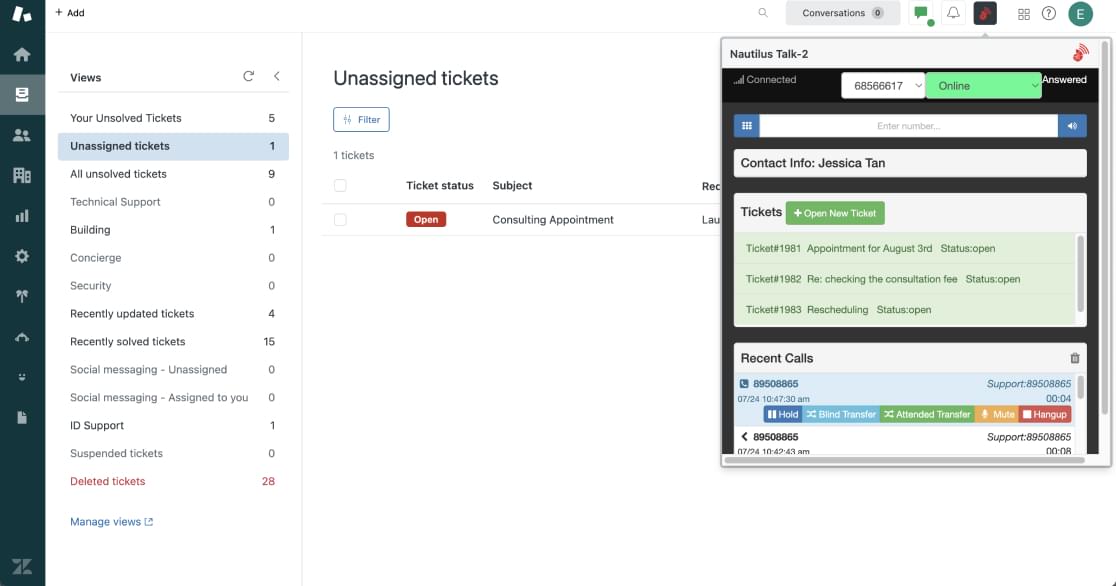 + Add
Conversations 0
E
Views
Your Unsolved Tickets 5
Unassigned tickets 1
All unsolved tickets 9
Technical Support 0
Building 1
Concierge 0
Security 0
Recently updated tickets 4
Recently solved tickets 15
Social messaging - Unassigned 0
Social messaging - Assigned to you 0
ID Support 1
Suspended tickets 0
Deleted tickets 28
Manage views
Unassigned tickets
Filter
1 tickets
Ticket status Subject Rec
Open Consulting Appointment Lau
Nautilus Talk-2
Connected 68566617 Online Answered
Enter number...
Contact Info: Jessica Tan
Tickets + Open New Ticket
Ticket#1981 Appointment for August 3rd Status:open
Ticket#1982 Re: checking the consultation fee Status:open
Ticket#1983 Rescheduling Status:open
Recent Calls
89508865 Support:89508865
07/24 10:47:30 am 00:04
Hold Blind Transfer Attended Transfer Mute Hangup
89508865 Support:89508865
07/24 10:42:43 am 00:08